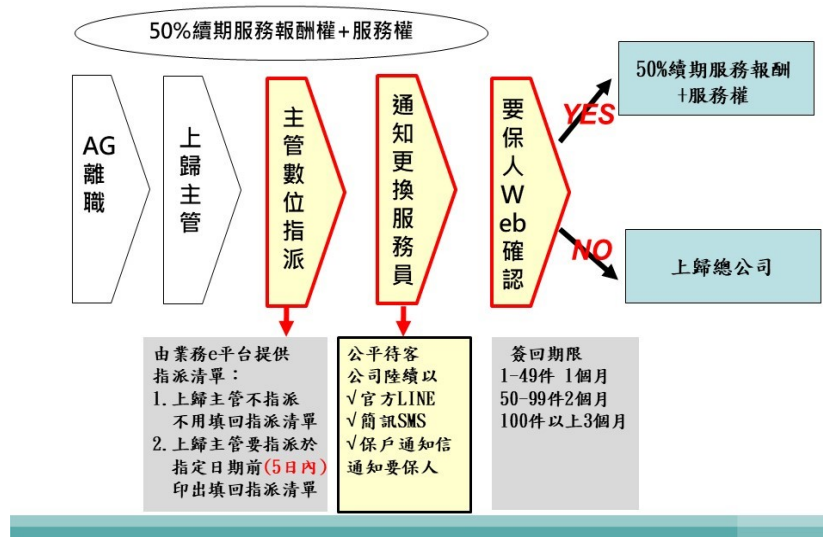 50%續期服務報酬權+服務權
AG
離職
上歸主管
主管數位指派
通知更換服務員
要保人Web確認
YES
50%續期服務報酬
+服務權
NO
上歸總公司
由業務e平台提供
指派清單：
1.上歸主管不指派
不用填回指派清單
2.上歸主管要指派於
指定日期前(5日內)
印出填回指派清單
公平待客
公司陸續以
√官方LINE
√簡訊SMS
√保戶通知信
通知要保人
簽回期限
1-49件 1個月
50-99件2個月
100件以上3個月